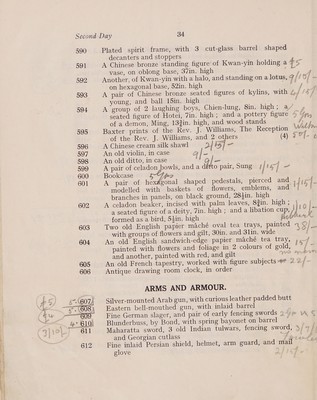 Second Day
34
590 Plated spirit frame, with 3 cut-glass barrel shaped
decanters and stoppers
591 A Chinese bronze standing figure of Kwan-yin holding a
vase, on oblong base, 37in. high
592 Another, of Kwan-yin with a halo, and standing on a lotus,
on hexagonal base, 52in. high
593 A pair of Chinese bronze seated figures of kylins, with
young, and ball 15in. high
594 A group of 2 laughing boys, Chien-lung, 8in. high; a
seated figure of Hotei, 7in. high; and a pottery figure
of a demon, Ming, 13½in. high, and wood stands
595 Baxter prints of the Rev. J. Williams, The Reception
of the Rev. J. Williams, and 2 others (4)
596 A Chinese cream silk shawl
597 An old violin, in case
598 An old ditto, in case
599 A pair of celadon bowls, and a ditto pair, Sung
600 Bookcase
601 A pair of hexagonal shaped pedestals, pierced and
modelled with baskets of flowers, emblems, and
branches in panels, on black ground, 28½in. high
602 A celadon beaker, incised with palm leaves, 8½in. high;
a seated figure of deity, 7in. high; and a libation cup,
formed as a bird, 5½in. high
603 Two old English papier mâché oval tea trays, painted
with groups of flowers and gilt, 30in. and 31in. wide
604 An old English sandwich-edge papier mâché tea tray,
painted with flowers and foliage in 2 colours of gold,
and another, painted with red, and gilt
605 An old French tapestry, worked with figure subjects
606 Antique drawing room clock, in order
ARMS AND ARMOUR.
607 Silver-mounted Arab gun, with curious leather padded butt
608 Eastern bell-mouthed gun, with inlaid barrel
609 Fine German slager, and pair of early fencing swords
610 Blunderbuss, by Bond, with spring bayonet on barrel
611 Maharatta sword, 3 old Indian tulwars, fencing sword,
and Georgian cutlass
612 Fine inlaid Persian shield, helmet, arm guard, and mail
glove